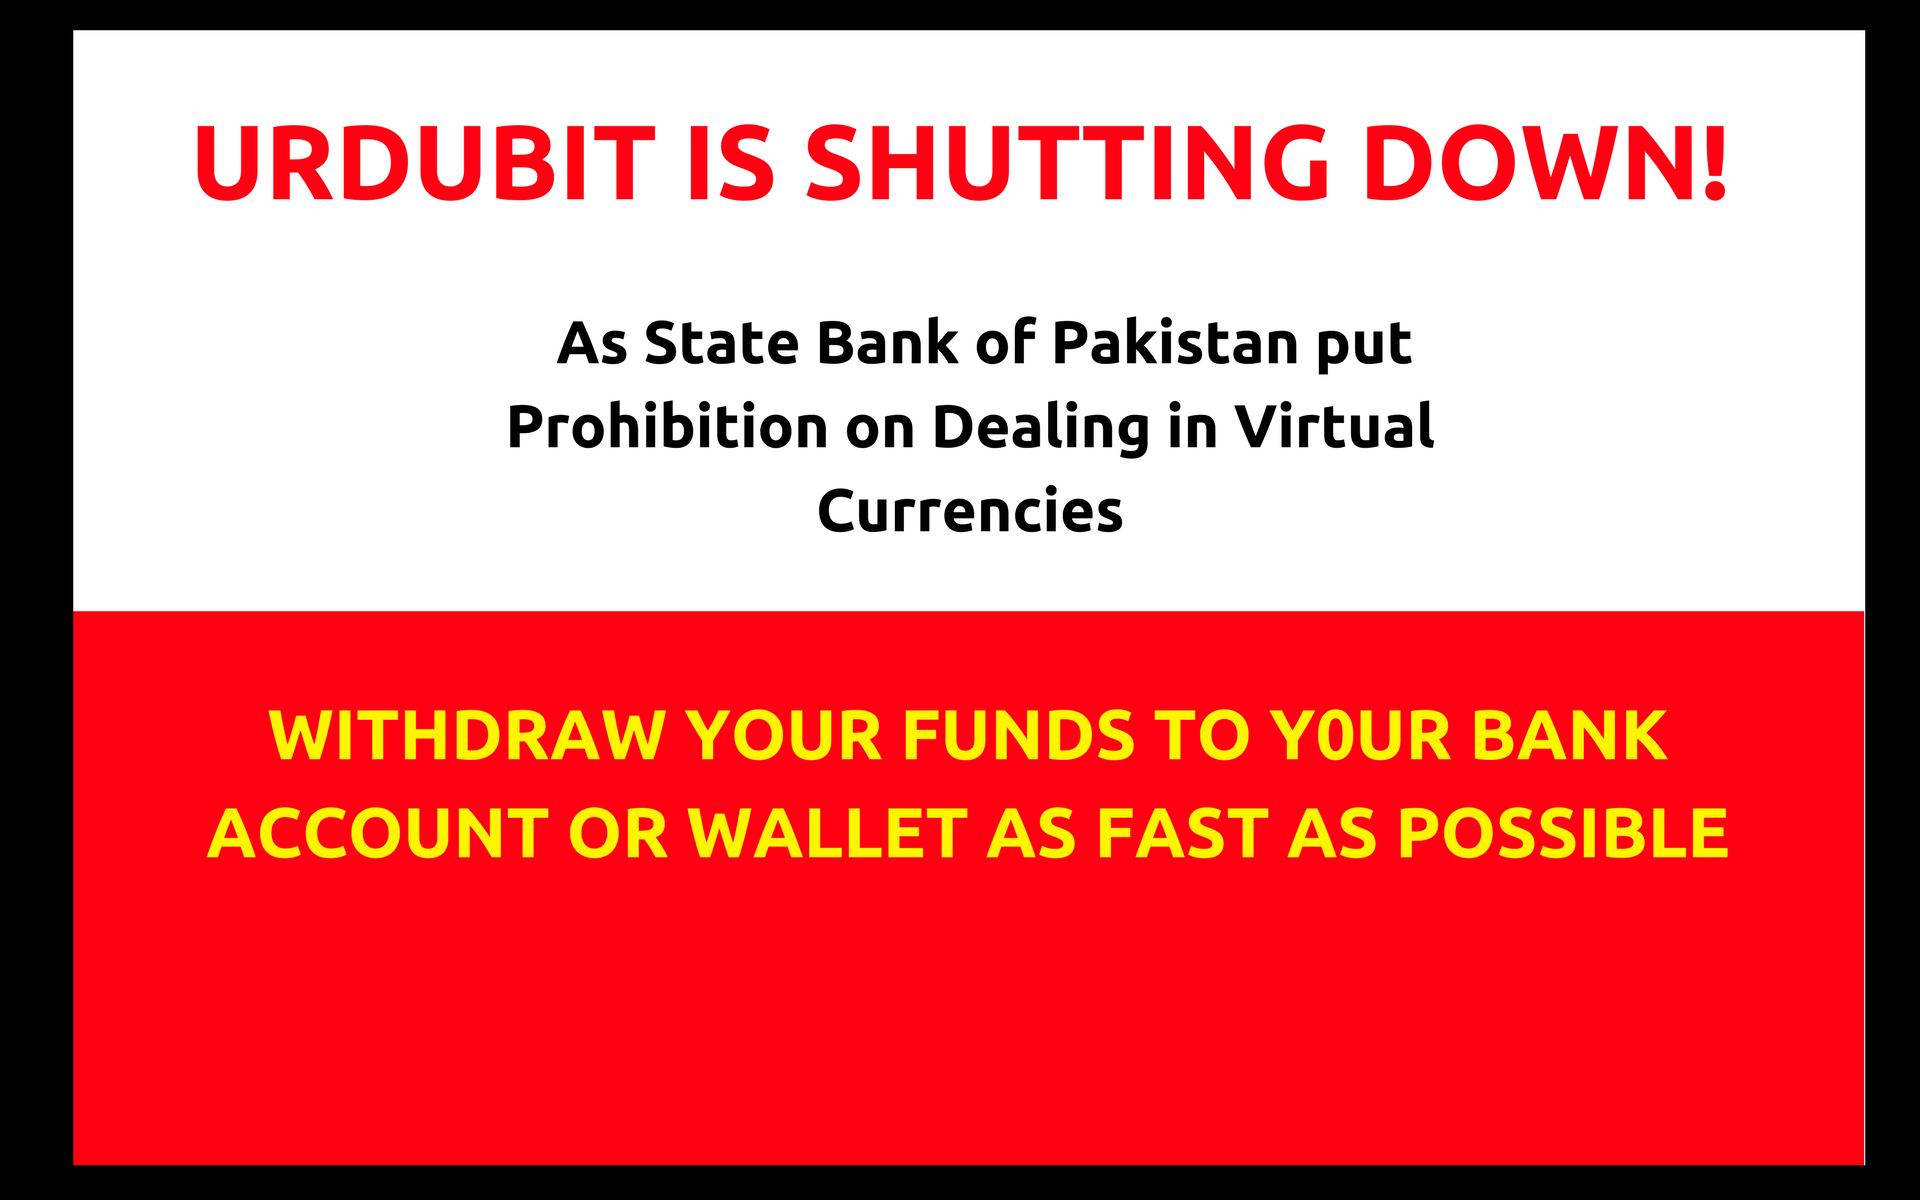 URDUBIT IS SHUTTING DOWN!
As State Bank of Pakistan put
Prohibition on Dealing in Virtual
Currencies
WITHDRAW YOUR FUNDS TO Y0UR BANK
ACCOUNT OR WALLET AS FAST AS POSSIBLE